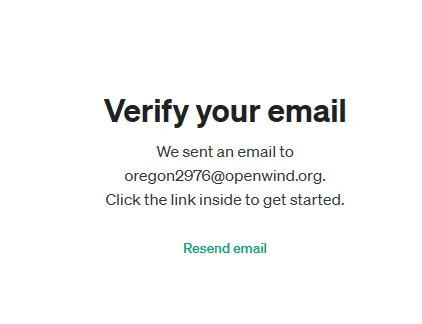 Verify your email
We sent an email to
oregon2976@openwind.org.
Click the link inside to get started.
Resend email